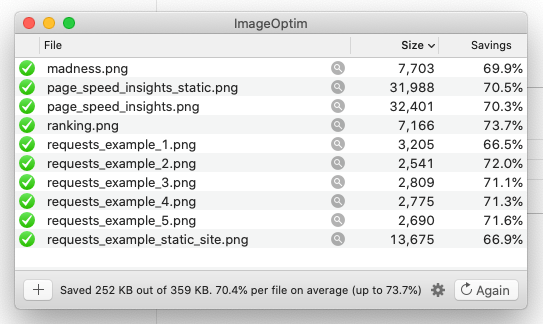 ImageOptim
File Size Savings
madness.png 7,703 69.9%
page_speed_insights_static.png 31,988 70.5%
page_speed_insights.png 32,401 70.3%
ranking.png 7,166 73.7%
requests_example_1.png 3,205 66.5%
requests_example_2.png 2,541 72.0%
requests_example_3.png 2,809 71.1%
requests_example_4.png 2,775 71.3%
requests_example_5.png 2,690 71.6%
requests_example_static_site.png 13,675 66.9%
Saved 252 KB out of 359 KB. 70.4% per file on average (up to 73.7%) Again